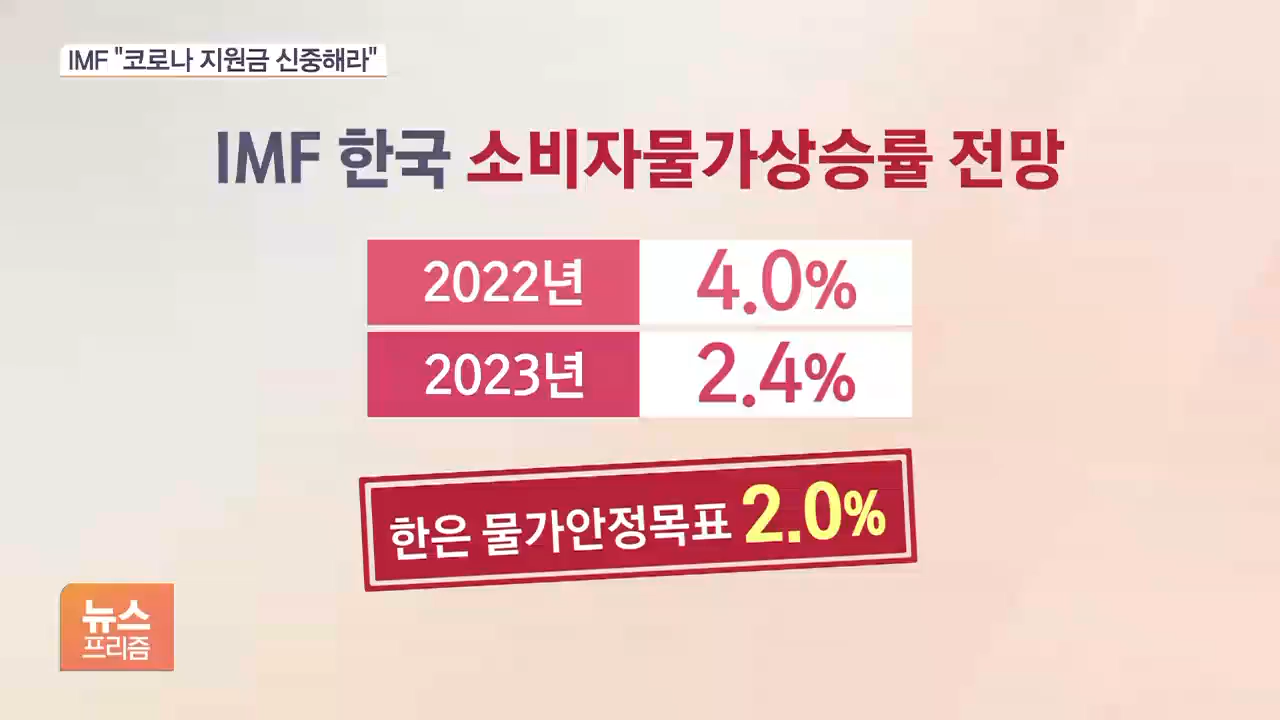 IMF "코로나 지원금 신중해라"
IMF 한국 소비자물가상승률 전망
2022년 4.0%
2023년 2.4%
한은 물가안정목표 2.0%
뉴스
프리즘